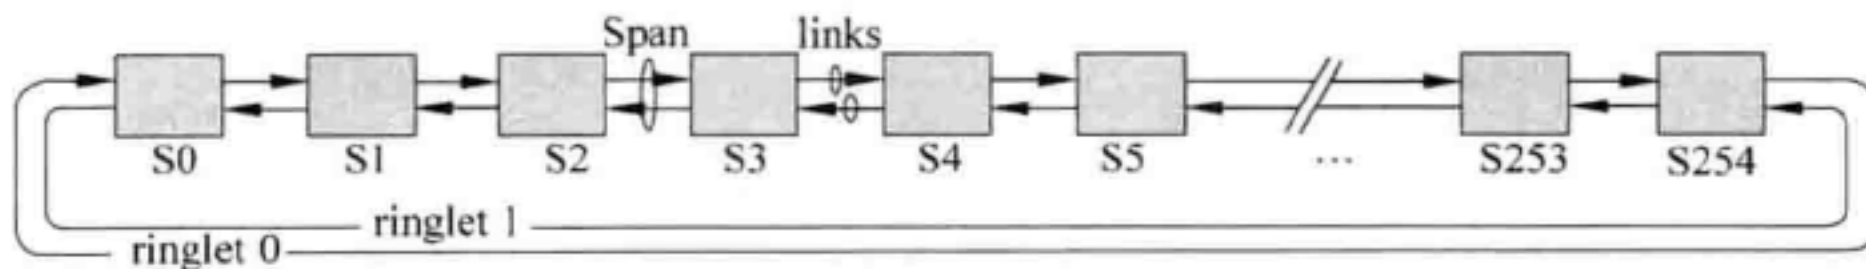 Span links
S0 S1 S2 S3 S4 S5 ... S253 S254
ringlet 1
ringlet 0